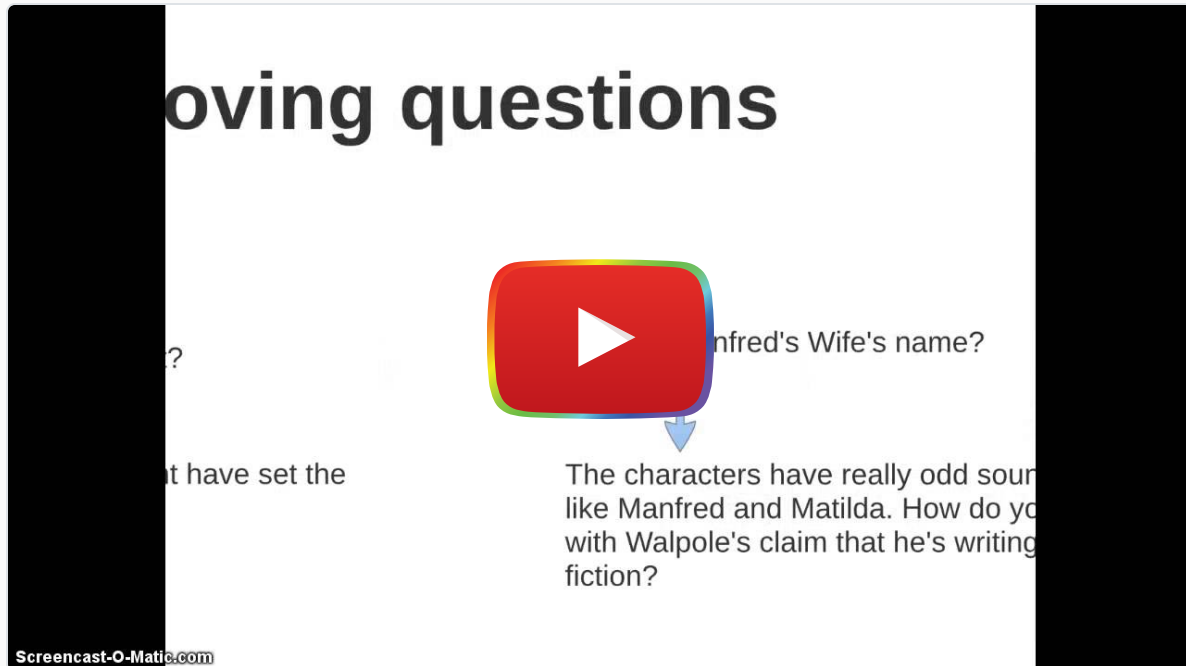 oving questions
nfred's Wife's name?
?
nt have set the
The characters have really odd soun
like Manfred and Matilda. How do yo
with Walpole's claim that he's writing
fiction?
Screencast-O-Matic.com